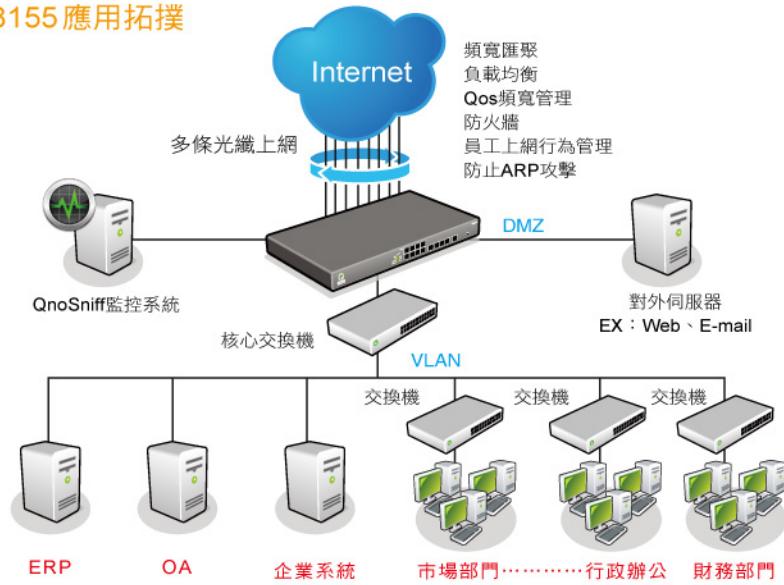 3155應用拓撲
Internet
頻寬匯聚
負載均衡
Qos頻寬管理
防火牆
員工上網行為管理
防止ARP攻擊
多條光纖上網
DMZ
QnoSniff監控系統
對外伺服器
EX：Web、E-mail
核心交換機
VLAN
交換機
交換機
交換機
ERP
OA
企業系統
市場部門…………行政辦公
財務部門